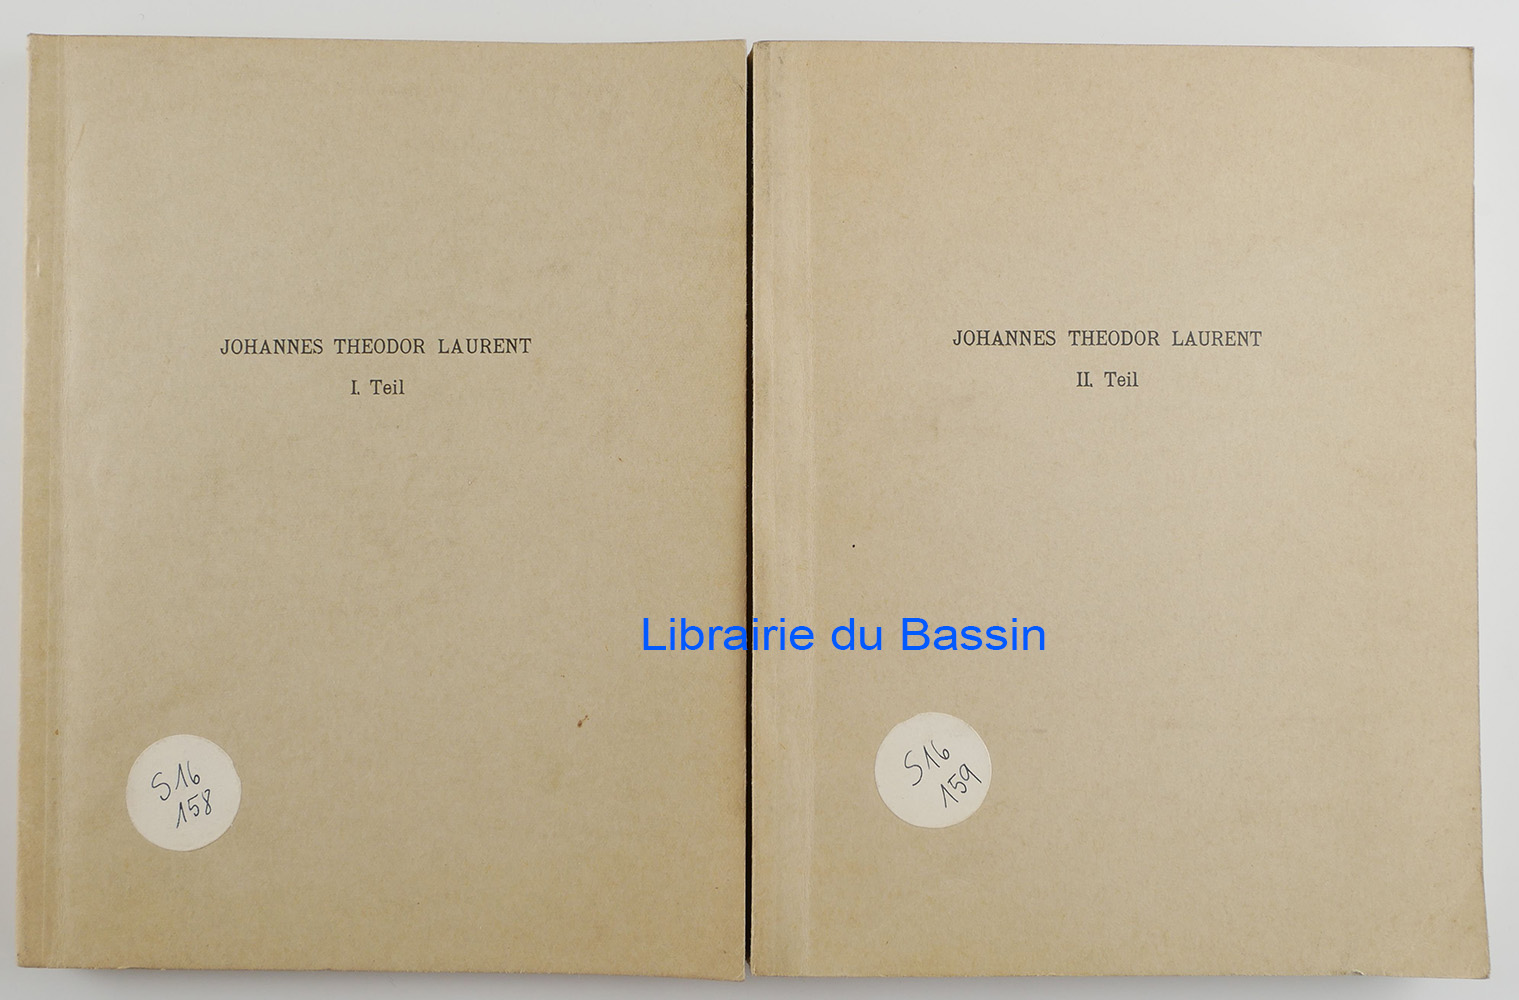 JOHANNES THEODOR LAURENT
I. Teil
S16
158
JOHANNES THEODOR LAURENT
II. Teil
S16
159
Librairie du Bassin